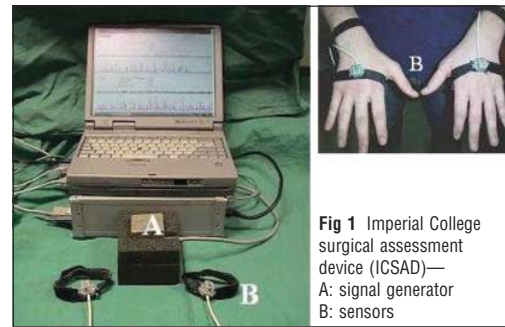 B
A
B
Fig 1 Imperial College
surgical assessment
device (ICSAD)—
A: signal generator
B: sensors